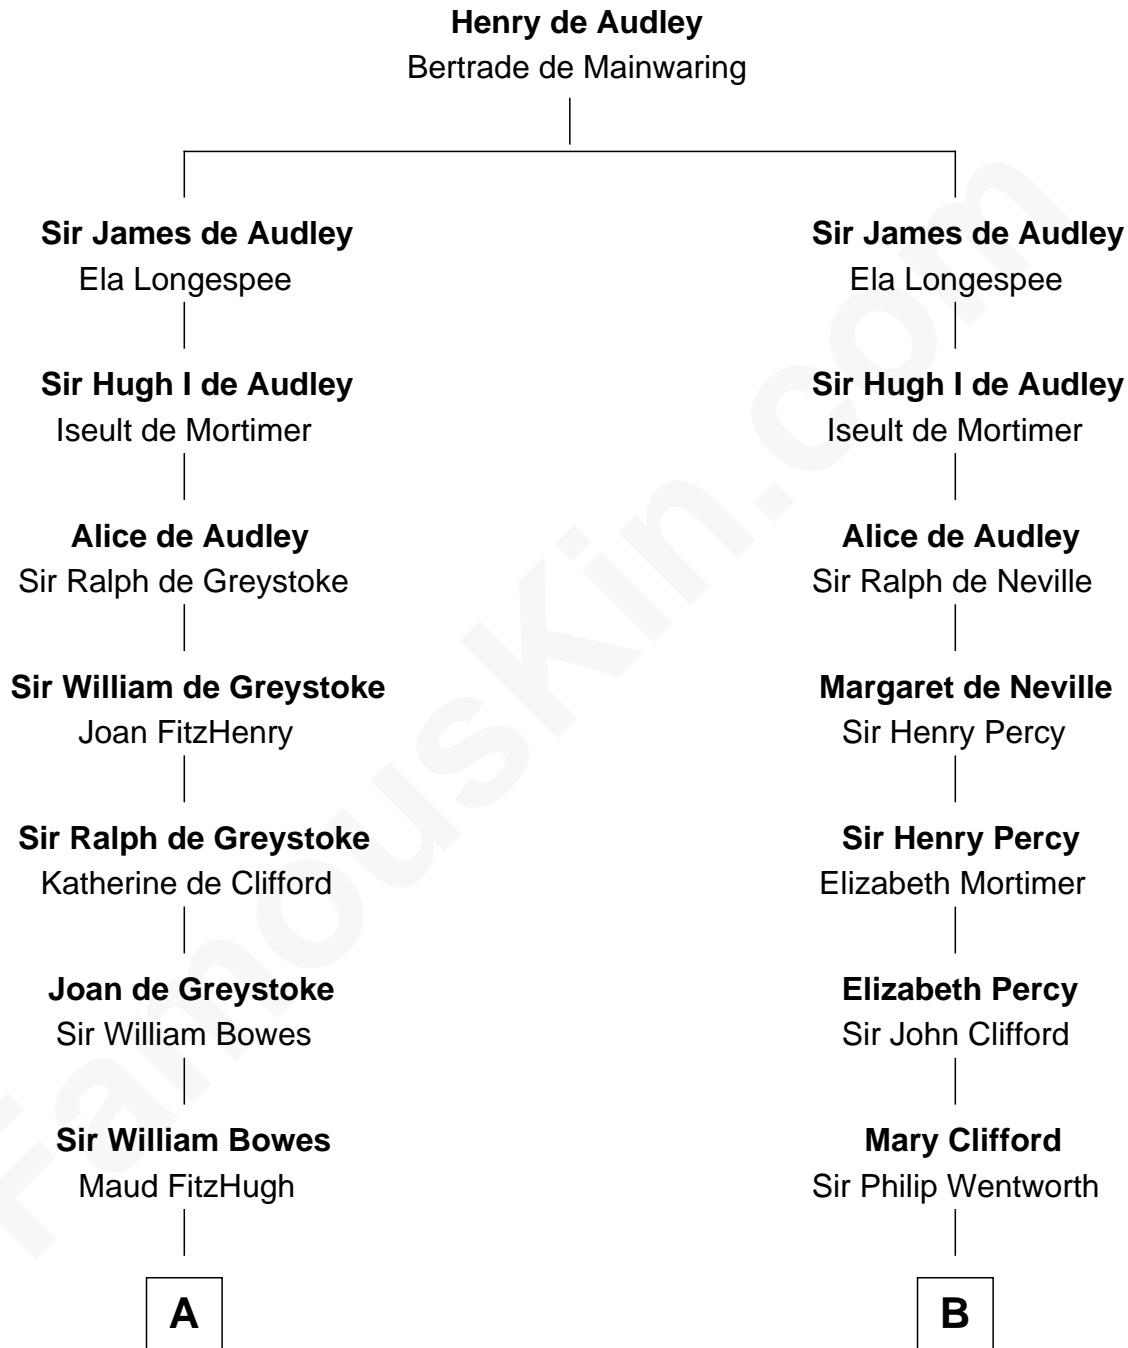 Henry de Audley
Bertrade de Mainwaring
Sir James de Audley
Ela Longespee
Sir Hugh I de Audley
Iseult de Mortimer
Alice de Audley
Sir Ralph de Greystoke
Sir William de Greystoke
Joan FitzHenry
Sir Ralph de Greystoke
Katherine de Clifford
Joan de Greystoke
Sir William Bowes
Sir William Bowes
Maud FitzHugh
A
Sir James de Audley
Ela Longespee
Sir Hugh I de Audley
Iseult de Mortimer
Alice de Audley
Sir Ralph de Neville
Margaret de Neville
Sir Henry Percy
Sir Henry Percy
Elizabeth Mortimer
Elizabeth Percy
Sir John Clifford
Mary Clifford
Sir Philip Wentworth
B
FamousKin.com